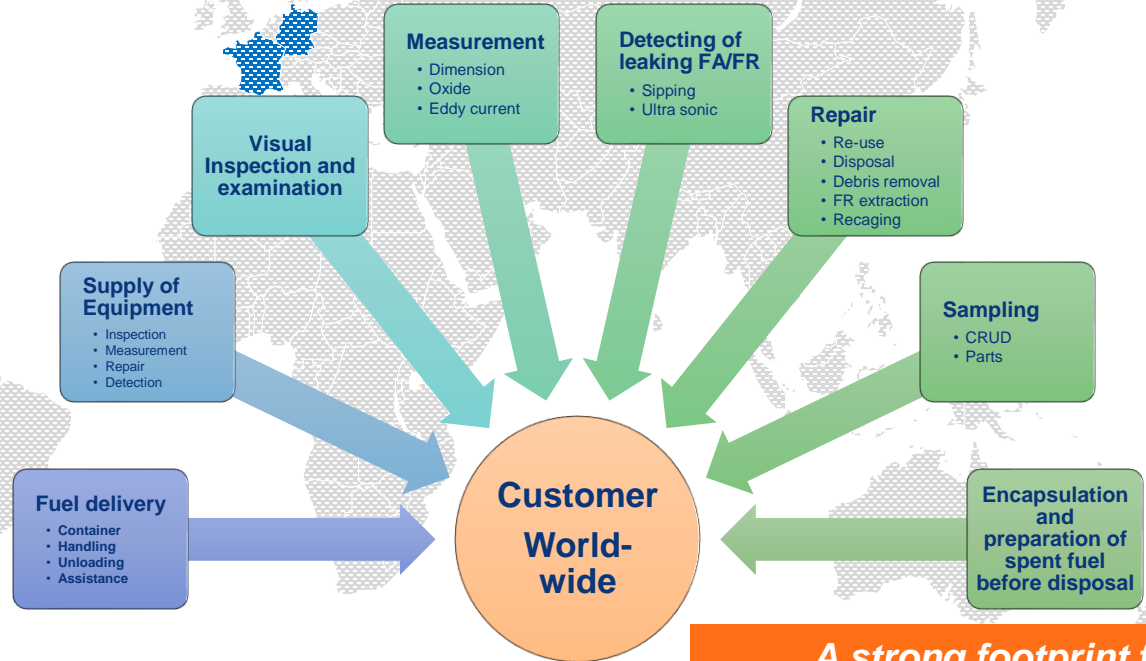 Measurement
• Dimension
• Oxide
• Eddy current
Detecting of
leaking FA/FR
• Sipping
• Ultra sonic
Visual
Inspection and
examination
Repair
• Re-use
• Disposal
• Debris removal
• FR extraction
• Recaging
Supply of
Equipment
• Inspection
• Measurement
• Repair
• Detection
Sampling
• CRUD
• Parts
Fuel delivery
• Container
• Handling
• Unloading
• Assistance
Customer
World-
wide
Encapsulation
and
preparation of
spent fuel
before disposal
A strong footprint